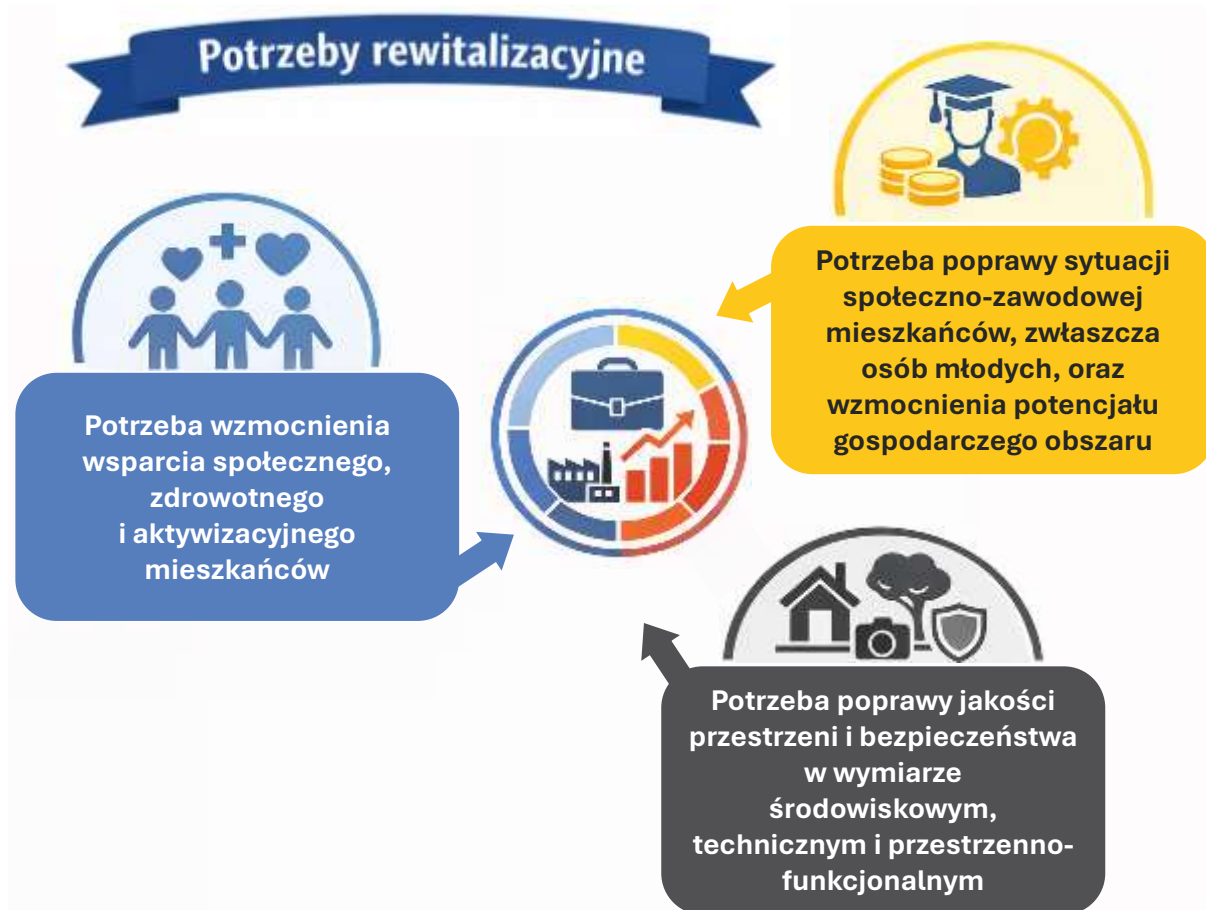 Potrzeby rewitalizacyjne
Potrzeba wzmocnienia
wsparcia społecznego,
zdrowotnego
i aktywizacyjnego
mieszkańców
Potrzeba poprawy sytuacji
społeczno-zawodowej
mieszkańców, zwłaszcza
osób młodych, oraz
wzmocnienia potencjału
gospodarczego obszaru
Potrzeba poprawy jakości
przestrzeni i bezpieczeństwa
w wymiarze
środowiskowym,
technicznym i przestrzenno-
funkcjonalnym